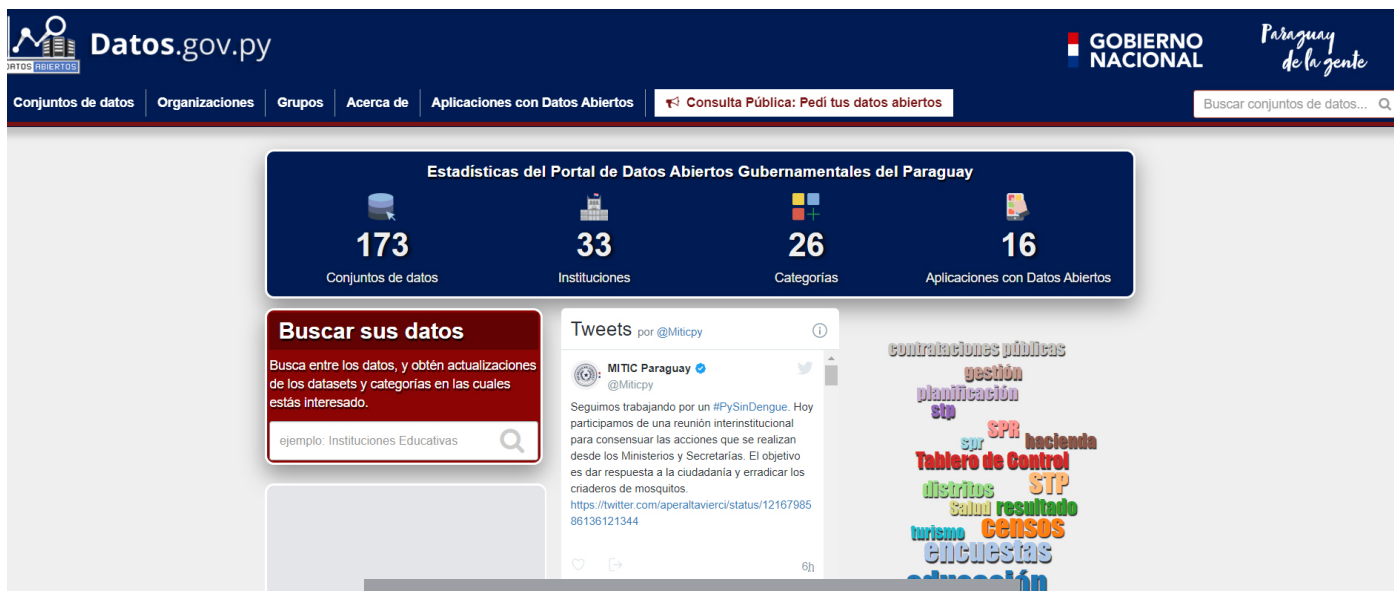 DATOS ABIERTOS
Datos.gov.py
GOBIERNO
NACIONAL
Paraguay
de la gente
Conjuntos de datos
Organizaciones
Grupos
Acerca de
Aplicaciones con Datos Abiertos
Consulta Pública: Pedí tus datos abiertos
Buscar conjuntos de datos...
Estadísticas del Portal de Datos Abiertos Gubernamentales del Paraguay
173
33
26
16
Conjuntos de datos
Instituciones
Categorías
Aplicaciones con Datos Abiertos
Buscar sus datos
Busca entre los datos, y obtén actualizaciones
de los datasets y categorías en las cuales
estás interesado.
ejemplo: Instituciones Educativas
Tweets por @Miticpy
MITIC Paraguay
@Miticpy
Seguimos trabajando por un #PySinDengue. Hoy
participamos de una reunión interinstitucional
para consensuar las acciones que se realizan
desde los Ministerios y Secretarías. El objetivo
es dar respuesta a la ciudadanía y erradicar los
criaderos de mosquitos.
https://twitter.com/aperaltavierci/status/12167985
86136121344
6h
contrataciones públicas
gestión
planificación
stp
SPR
spr hacienda
Tablero de Control
distritos STP
Salud resultado
turismo censos
encuestas
educación